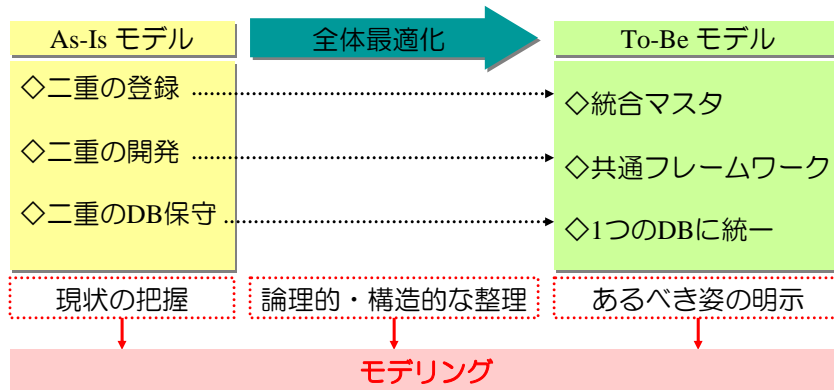 As-Is モデル
全体最適化
To-Be モデル
◇二重の登録
◇統合マスタ
◇二重の開発
◇共通フレームワーク
◇二重のDB保守
◇1つのDBに統一
現状の把握
論理的・構造的な整理
あるべき姿の明示
モデリング